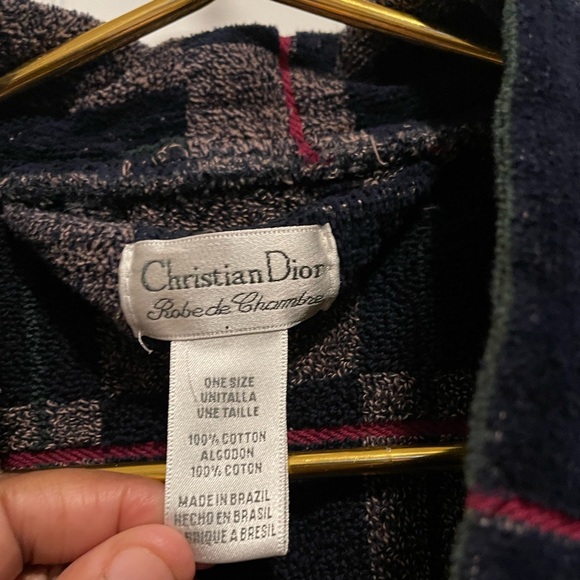 Christian Dior
Robe de Chambre
ONE SIZE
UNITALLA
UNE TAILLE
100% COTTON
ALGODON
100% COTON
MADE IN BRAZIL
HECHO EN BRASIL
BRIQUE A BRESIL